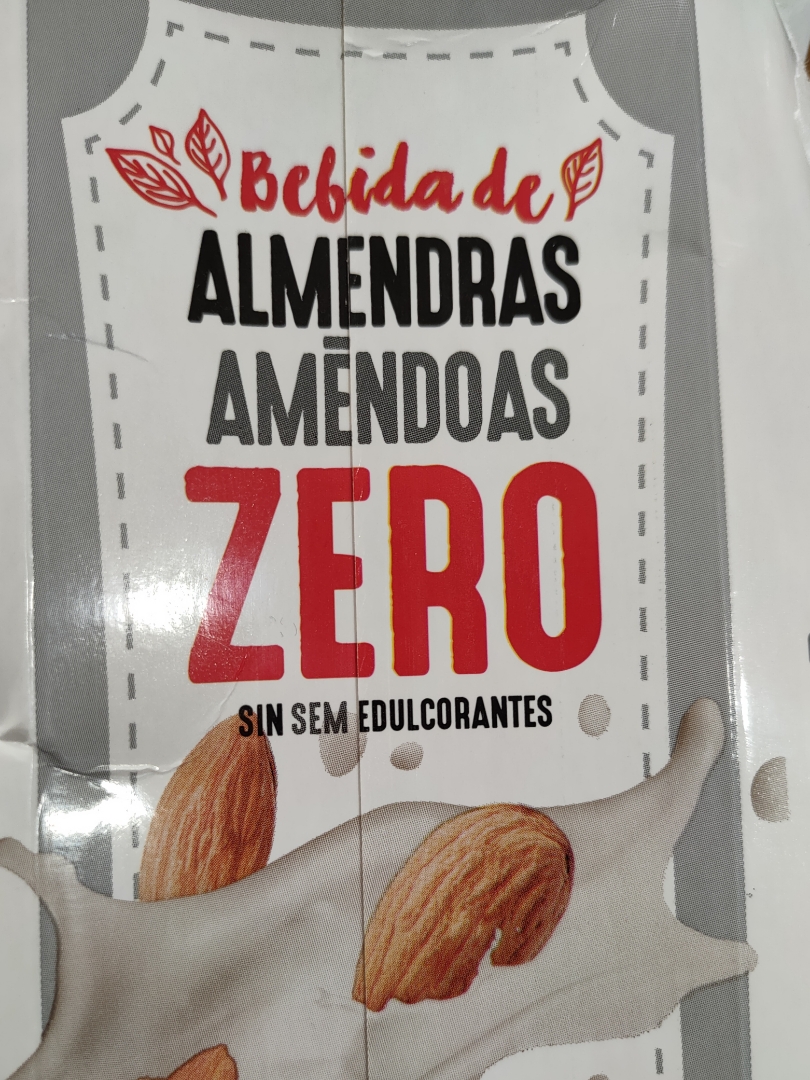 Bebida de
ALMENDRAS
AMÊNDOAS
ZERO
SIN SEM EDULCORANTES